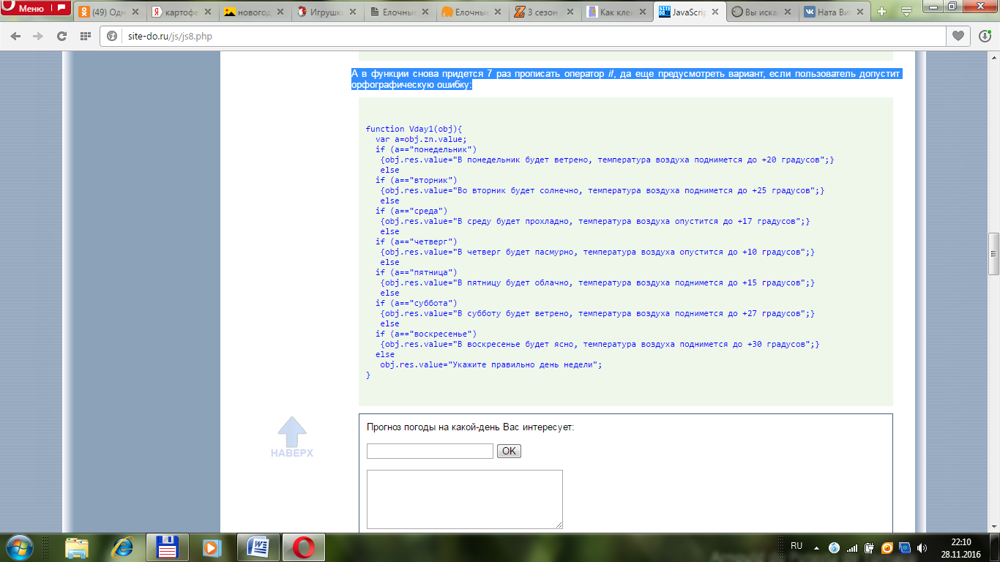 Меню
(49) Одн
картофе
новогод
Игрушк
Елочные
Елочные
3 сезон
Как клеи
JavaScrip
Вы иска
Ната Вит
site-do.ru/js/js8.php
А в функции снова придется 7 раз прописать оператор if, да еще предусмотреть вариант, если пользователь допустит
орфографическую ошибку:
function Vday1(obj){
var a=obj.zn.value;
if (a=="понедельник")
{obj.res.value="В понедельник будет ветрено, температура воздуха поднимется до +20 градусов";}
else
if (a=="вторник")
{obj.res.value="Во вторник будет солнечно, температура воздуха поднимется до +25 градусов";}
else
if (a=="среда")
{obj.res.value="В среду будет прохладно, температура воздуха опустится до +17 градусов";}
else
if (a=="четверг")
{obj.res.value="В четверг будет пасмурно, температура воздуха опустится до +10 градусов";}
else
if (a=="пятница")
{obj.res.value="В пятницу будет облачно, температура воздуха поднимется до +15 градусов";}
else
if (a=="суббота")
{obj.res.value="В субботу будет ветрено, температура воздуха поднимется до +27 градусов";}
else
if (a=="воскресенье")
{obj.res.value="В воскресенье будет ясно, температура воздуха поднимется до +30 градусов";}
else
obj.res.value="Укажите правильно день недели";
}
Прогноз погоды на какой-день Вас интересует:
OK
НАВЕРХ
RU
22:10
28.11.2016